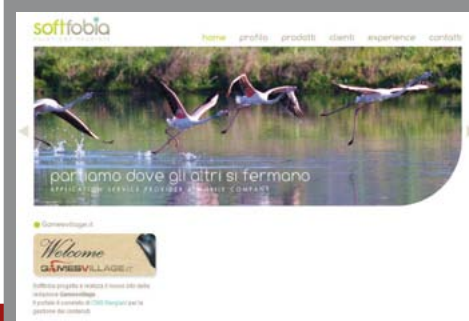 softfobia
home profilo prodotti clienti experience contatti
partiamo dove gli altri si fermano
APPLICATION SERVICE PROVIDER & MOBILE COMPANY
Gamesvillage.it
Welcome
GAMESVILLAGE.IT
Softfobia progetta e realizza il nuovo sito della
redazione Gamesvillage
Il portale è corredato di CMS
per la
gestione dei contenuti